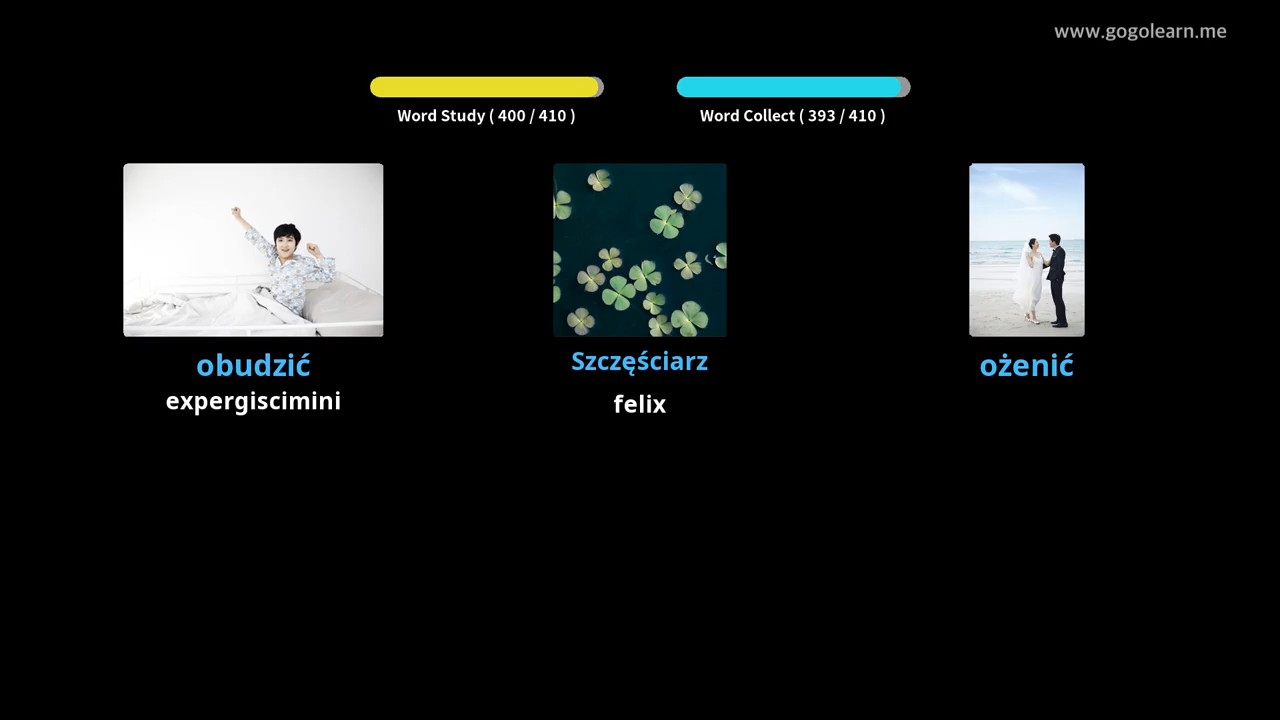 www.gogolearn.me
Word Study ( 400 / 410 )
Word Collect ( 393 / 410 )
obudzić
expergiscimini
Szczęściarz
felix
ożenić